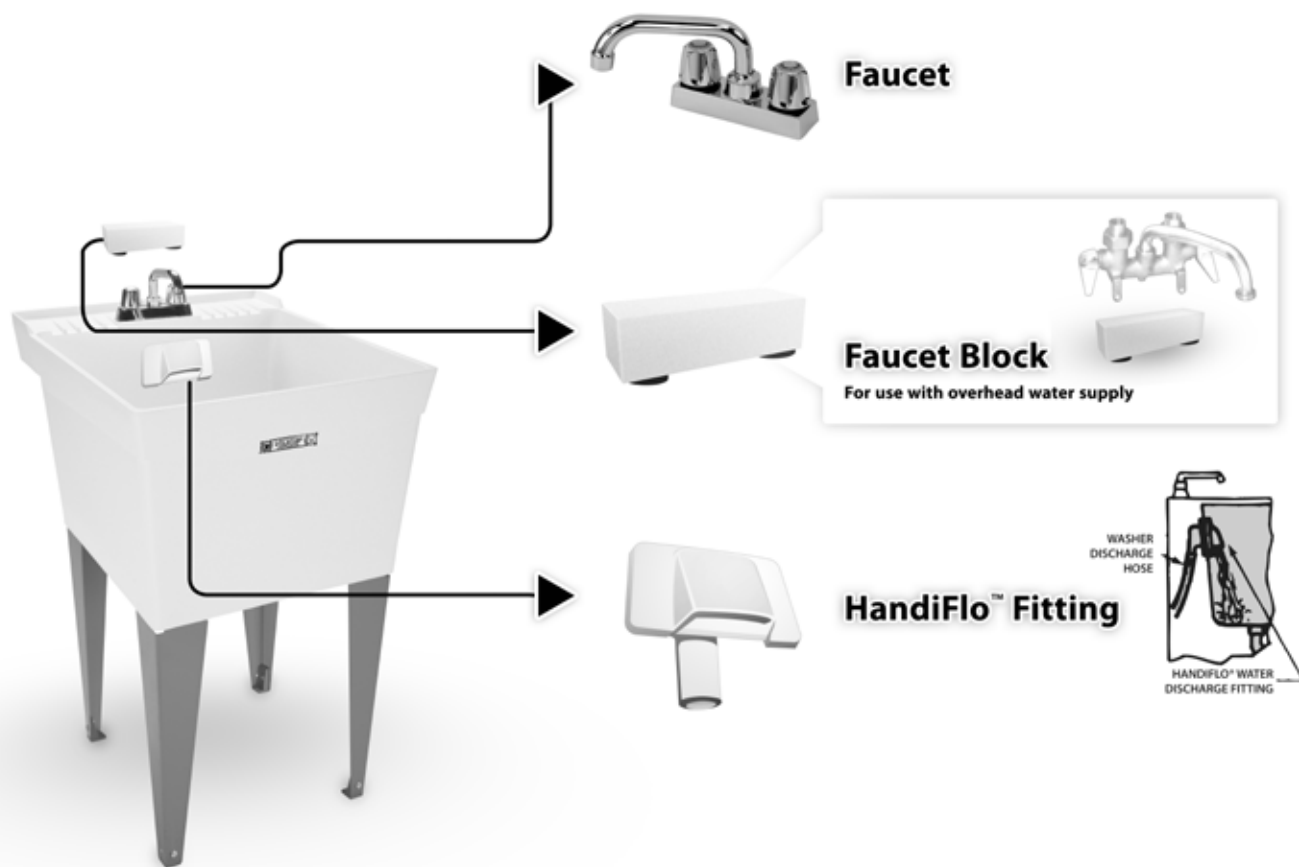 Faucet
Faucet Block
For use with overhead water supply
WASHER
DISCHARGE
HOSE
HandiFlo™ Fitting
HANDIFLO® WATER
DISCHARGE FITTING